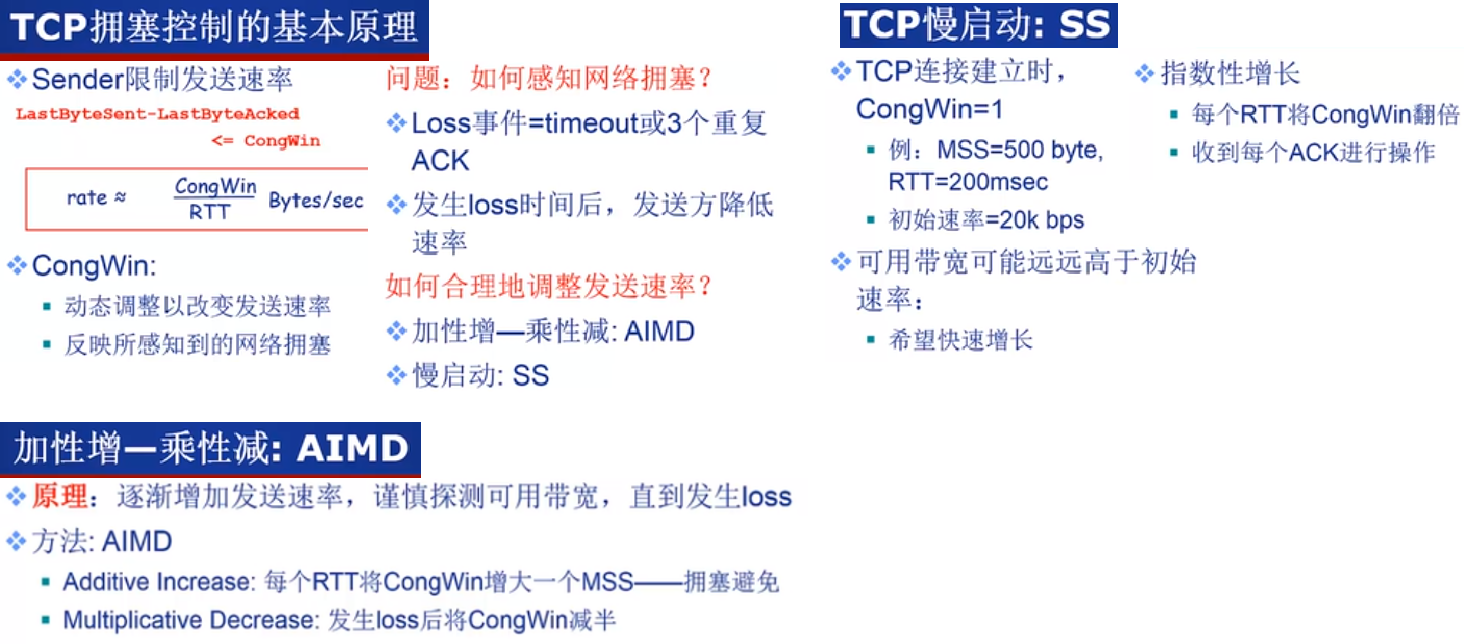 TCP拥塞控制的基本原理
Sender限制发送速率
LastByteSent-LastByteAcked
<= CongWin
rate ≈ CongWin
RTT
Bytes/sec
CongWin:
动态调整以改变发送速率
反映所感知到的网络拥塞
问题：如何感知网络拥塞？
Loss事件=timeout或3个重复
ACK
发生loss时间后，发送方降低
速率
如何合理地调整发送速率？
加性增—乘性减: AIMD
慢启动: SS
TCP慢启动: SS
TCP连接建立时，
CongWin=1
例：MSS=500 byte,
RTT=200msec
初始速率=20k bps
可用带宽可能远远高于初始
速率：
希望快速增长
指数性增长
每个RTT将CongWin翻倍
收到每个ACK进行操作
加性增—乘性减: AIMD
原理：逐渐增加发送速率，谨慎探测可用带宽，直到发生loss
方法: AIMD
Additive Increase: 每个RTT将CongWin增大一个MSS——拥塞避免
Multiplicative Decrease: 发生loss后将CongWin减半